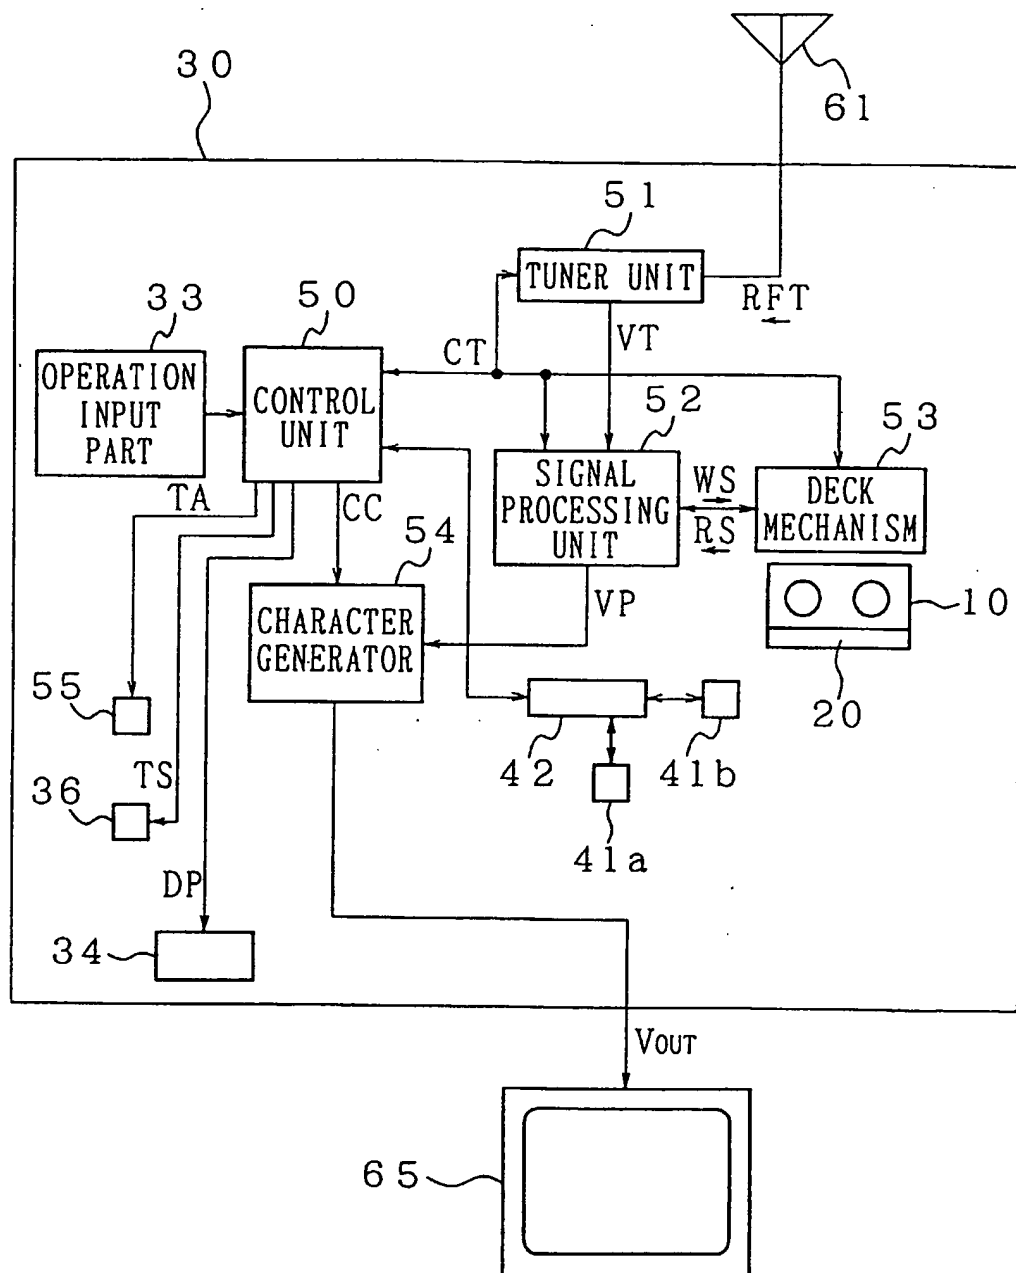 30
61
51
TUNER UNIT
RFT
33
50
CT
VT
OPERATION
INPUT
PART
CONTROL
UNIT
52
53
SIGNAL
PROCESSING
UNIT
WS
RS
DECK
MECHANISM
TA
CC
54
VP
10
CHARACTER
GENERATOR
20
55
42
41b
TS
36
41a
DP
34
VOUT
65